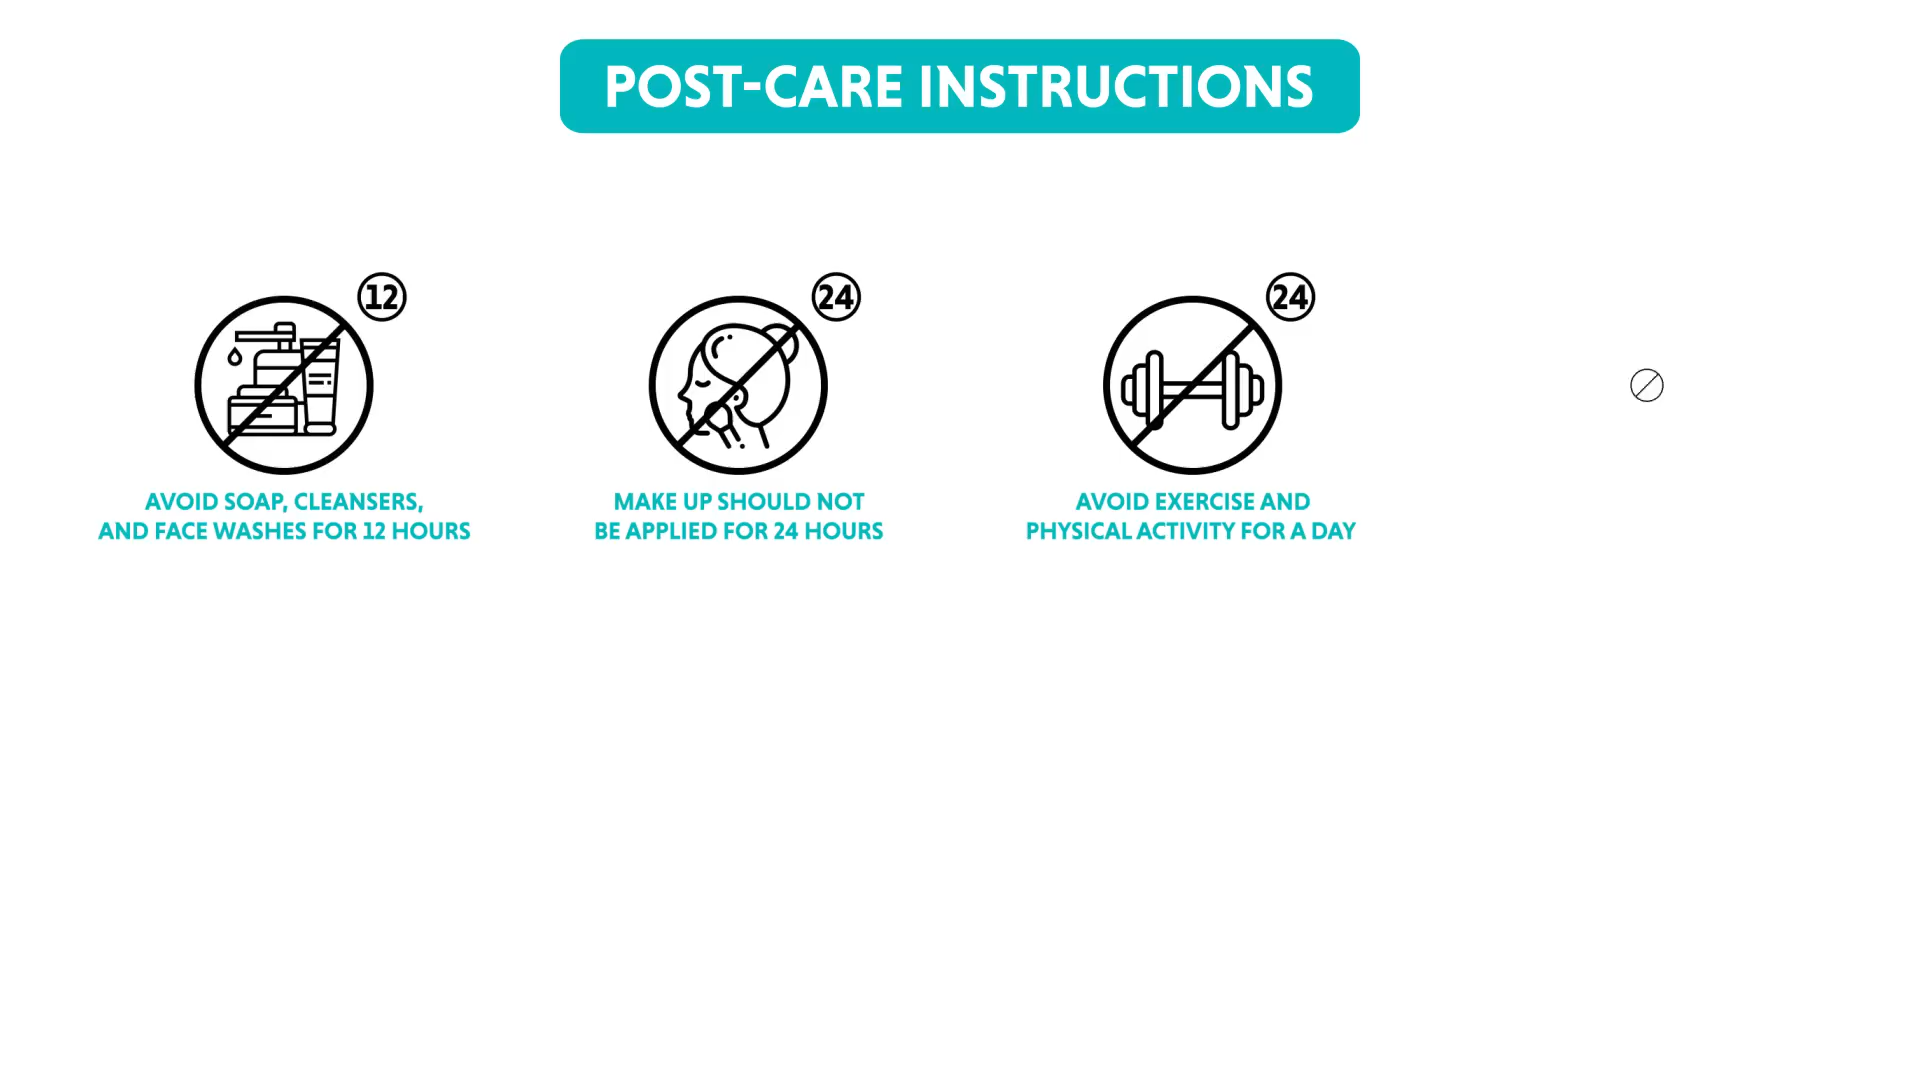 POST-CARE INSTRUCTIONS
12
AVOID SOAP, CLEANSERS,
AND FACE WASHES FOR 12 HOURS
24
MAKE UP SHOULD NOT
BE APPLIED FOR 24 HOURS
24
AVOID EXERCISE AND
PHYSICAL ACTIVITY FOR A DAY